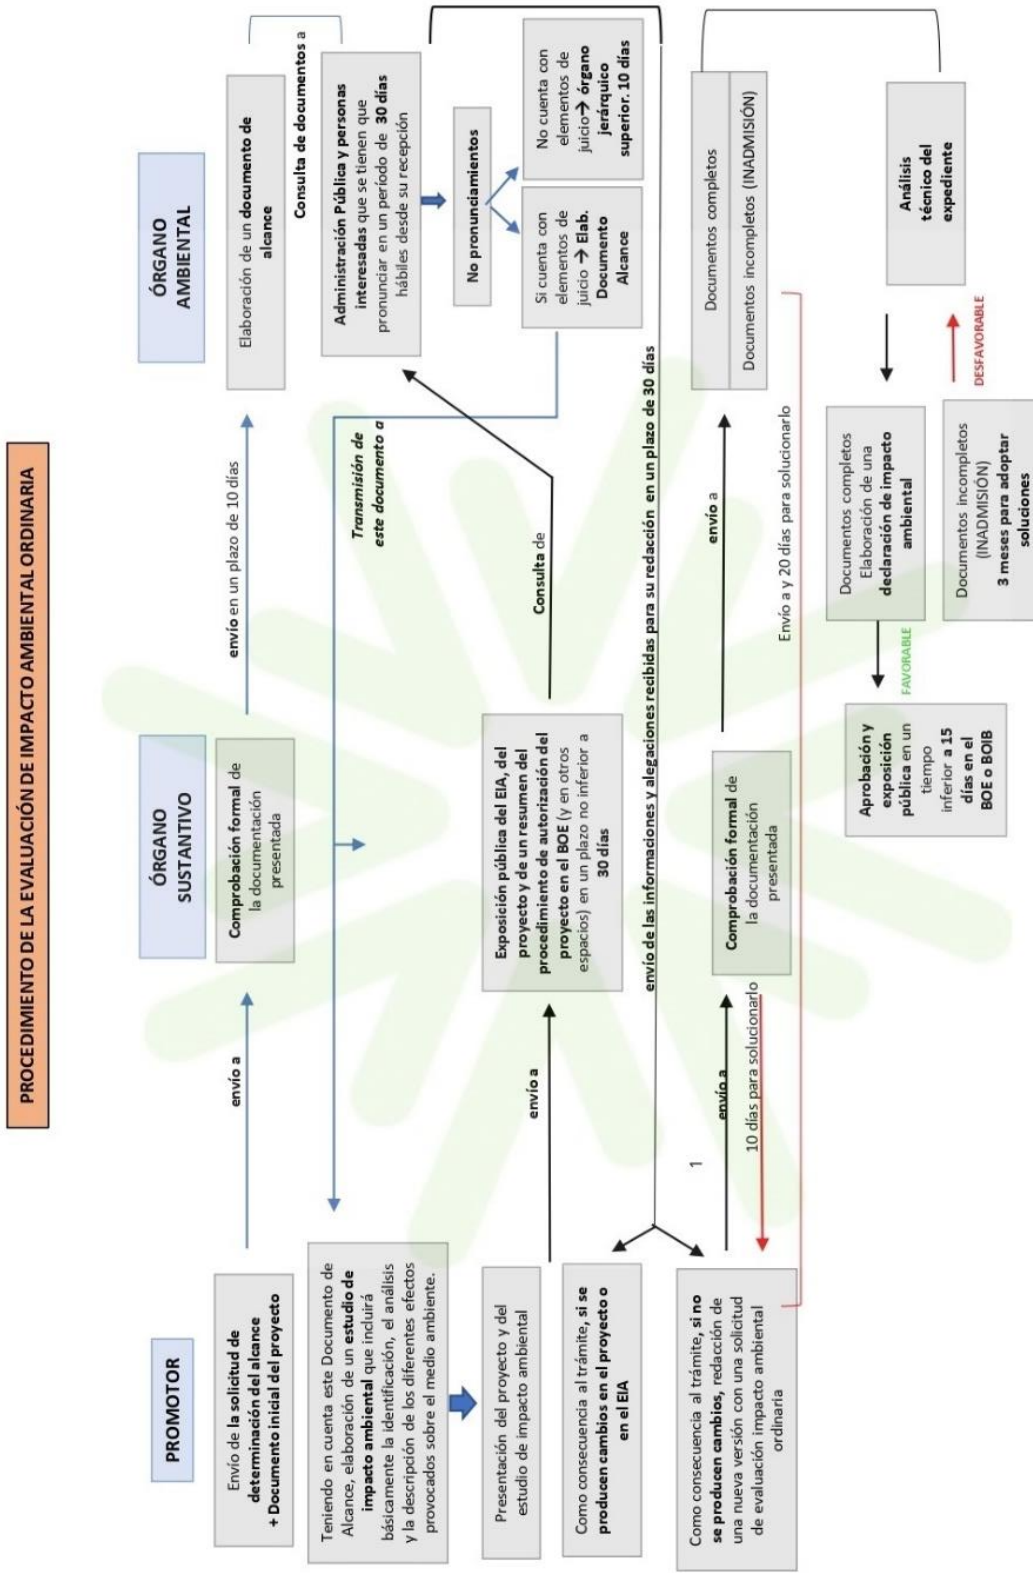 PROCEDIMIENTO DE LA EVALUACIÓN DE IMPACTO AMBIENTAL ORDINARIA
PROMOTOR
ÓRGANO
SUSTANTIVO
ÓRGANO
AMBIENTAL
Envío de la solicitud de
determinación del alcance
+ Documento inicial del proyecto
envío a
Comprobación formal de
la documentación
presentada
envío en un plazo de 10 días
Elaboración de un documento de
alcance
Consulta de documentos a
Administración Pública y personas
interesadas que se tienen que
pronunciar en un período de 30 días
hábiles desde su recepción
No pronunciamientos
Si cuenta con
elementos de
juicio → Elab.
Documento
Alcance
No cuenta con
elementos de
juicio→ órgano
jerárquico
superior. 10 días
Transmisión de
este documento a
Teniendo en cuenta este Documento de
Alcance, elaboración de un estudio de
impacto ambiental que incluirá
básicamente la identificación, el análisis
y la descripción de los diferentes efectos
provocados sobre el medio ambiente.
Presentación del proyecto y del
estudio de impacto ambiental
envío a
Exposición pública del EIA, del
proyecto y de un resumen del
procedimiento de autorización del
proyecto en el BOE (y en otros
espacios) en un plazo no inferior a
30 días
Consulta de
envío de las informaciones y alegaciones recibidas para su redacción en un plazo de 30 días
Como consecuencia al trámite, si se
producen cambios en el proyecto o
en el EIA
Como consecuencia al trámite, si no
se producen cambios, redacción de
una nueva versión con una solicitud
de evaluación impacto ambiental
ordinaria
1
envío a
10 días para solucionarlo
Comprobación formal de
la documentación
presentada
envío a
Documentos completos
Documentos incompletos (INADMISIÓN)
Envío a y 20 días para solucionarlo
Análisis
técnico del
expediente
Documentos completos
Elaboración de una
declaración de impacto
ambiental
FAVORABLE
Aprobación y
exposición
pública en un
tiempo
inferior a 15
días en el
BOE o BOIB
DESFAVORABLE
Documentos incompletos
(INADMISIÓN)
3 meses para adoptar
soluciones